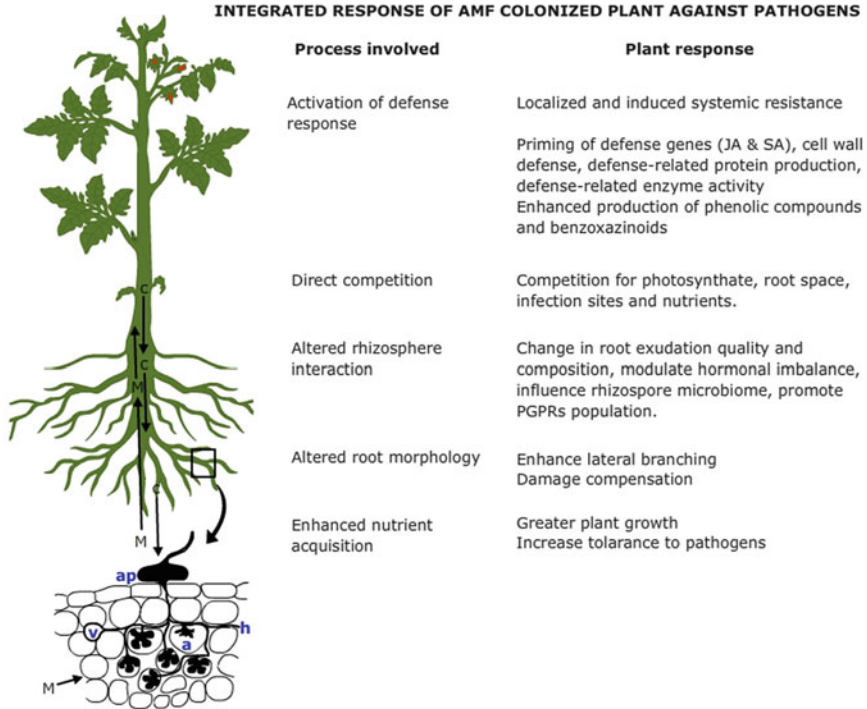 INTEGRATED RESPONSE OF AMF COLONIZED PLANT AGAINST PATHOGENS
Process involved
Plant response
Activation of defense
response
Localized and induced systemic resistance
Priming of defense genes (JA & SA), cell wall
defense, defense-related protein production,
defense-related enzyme activity
Enhanced production of phenolic compounds
and benzoxazinoids
Direct competition
Competition for photosynthate, root space,
infection sites and nutrients.
Altered rhizosphere
interaction
Change in root exudation quality and
composition, modulate hormonal imbalance,
influence rhizospore microbiome, promote
PGPRs population.
Altered root morphology
Enhance lateral branching
Damage compensation
Enhanced nutrient
acquisition
Greater plant growth
Increase tolarance to pathogens
C
C
M
C
M
ap
v
h
a
M